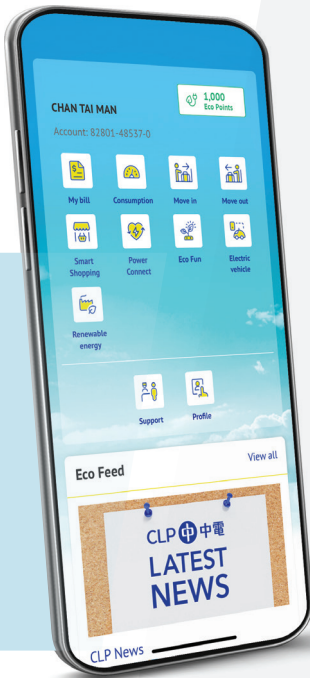 CHAN TAI MAN
1,000
Eco Points
Account: 82801-48537-0
My bill
Consumption
Move in
Move out
Smart
Shopping
Power
Connect
Eco Fun
Electric
vehicle
Renewable
energy
Support
Profile
Eco Feed
View all
CLP 中 中電
LATEST
NEWS
CLP News